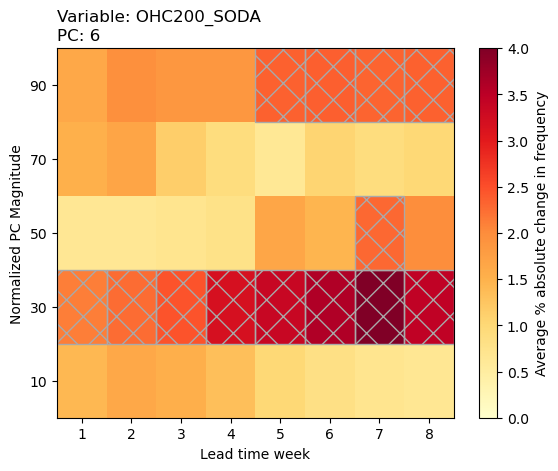 Variable: OHC200_SODA
PC: 6
Normalized PC Magnitude
90
70
50
30
10
1 2 3 4 5 6 7 8
Lead time week
4.0
3.5
3.0
2.5
2.0
1.5
1.0
0.5
0.0
Average % absolute change in frequency